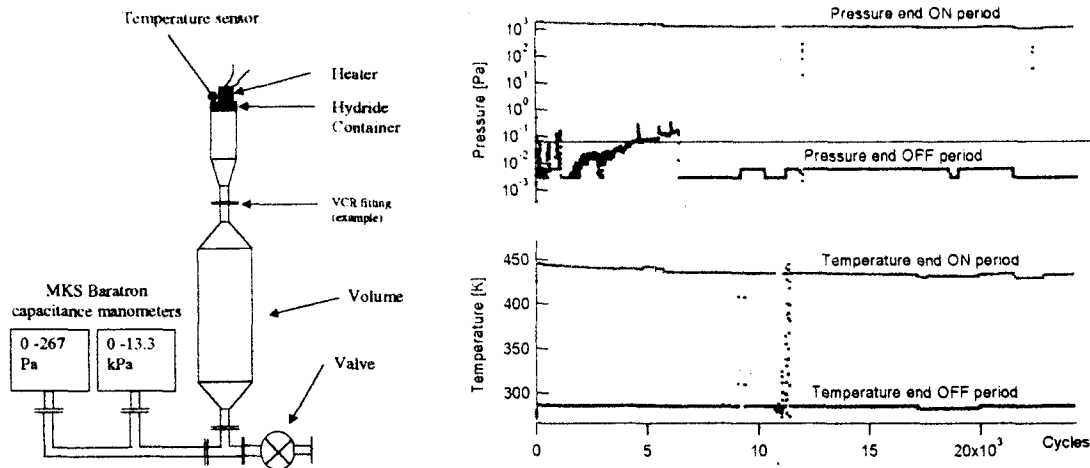 Temperature sensor
Heater
Hydride
Container
VCR fitting
(example)
Volume
MKS Baratron
capacitance manometers
0 -267
Pa
0 -13.3
kPa
Valve
Pressure end ON period
10³
10²
10¹
10⁰
10⁻¹
10⁻²
10⁻³
Pressure [Pa]
Pressure end OFF period
Temperature end ON period
450
400
350
300
Temperature [K]
Temperature end OFF period
0
5
10
15
20x10³
Cycles